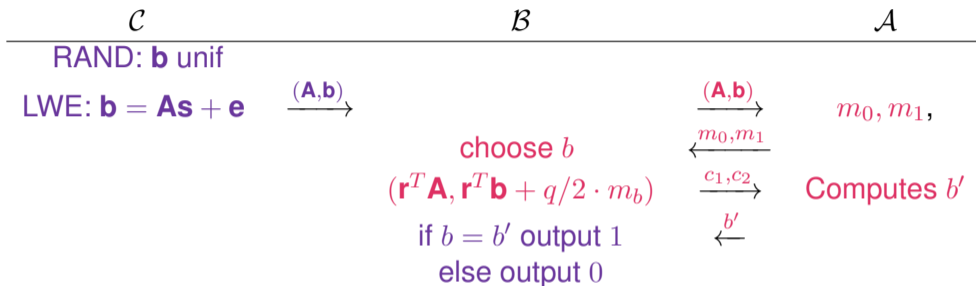 𝒞 ℬ 𝒜
RAND: b unif
LWE: b = As + e (A,b) (A,b) m₀, m₁,
choose b m₀,m₁
(rᵀA, rᵀb + q/2 · m_b) c₁,c₂ Computes b′
if b = b′ output 1 b′
else output 0